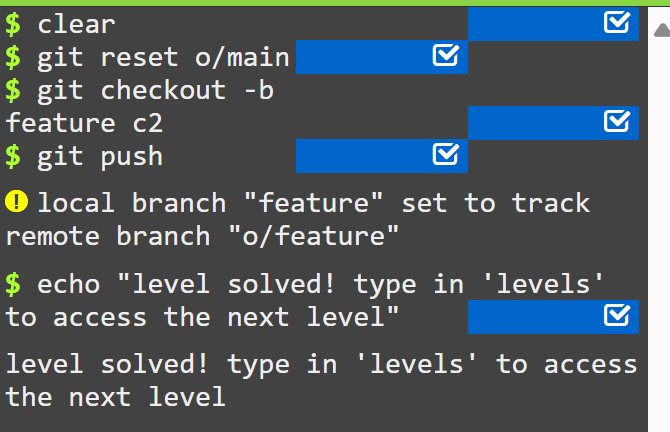 $ clear
$ git reset o/main
$ git checkout -b
feature c2
$ git push
! local branch "feature" set to track
remote branch "o/feature"
$ echo "level solved! type in 'levels'
to access the next level"
level solved! type in 'levels' to access
the next level